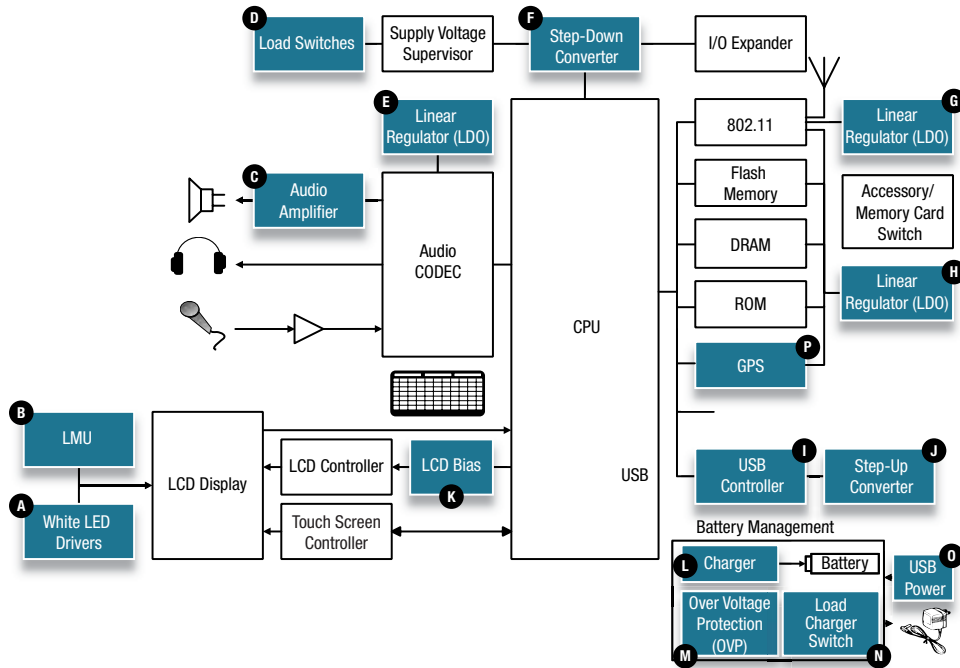 D
Load Switches
Supply Voltage
Supervisor
F
Step-Down
Converter
I/O Expander
E
Linear
Regulator (LDO)
802.11
G
Linear
Regulator (LDO)
C
Audio
Amplifier
Flash
Memory
Accessory/
Memory Card
Switch
Audio
CODEC
DRAM
H
Linear
Regulator (LDO)
ROM
CPU
P
GPS
B
LMU
LCD Display
LCD Controller
LCD Bias
K
USB
I
USB
Controller
J
Step-Up
Converter
A
White LED
Drivers
Touch Screen
Controller
Battery Management
L
Charger
Battery
O
USB
Power
Over Voltage
Protection
(OVP)
M
Load
Charger
Switch
N